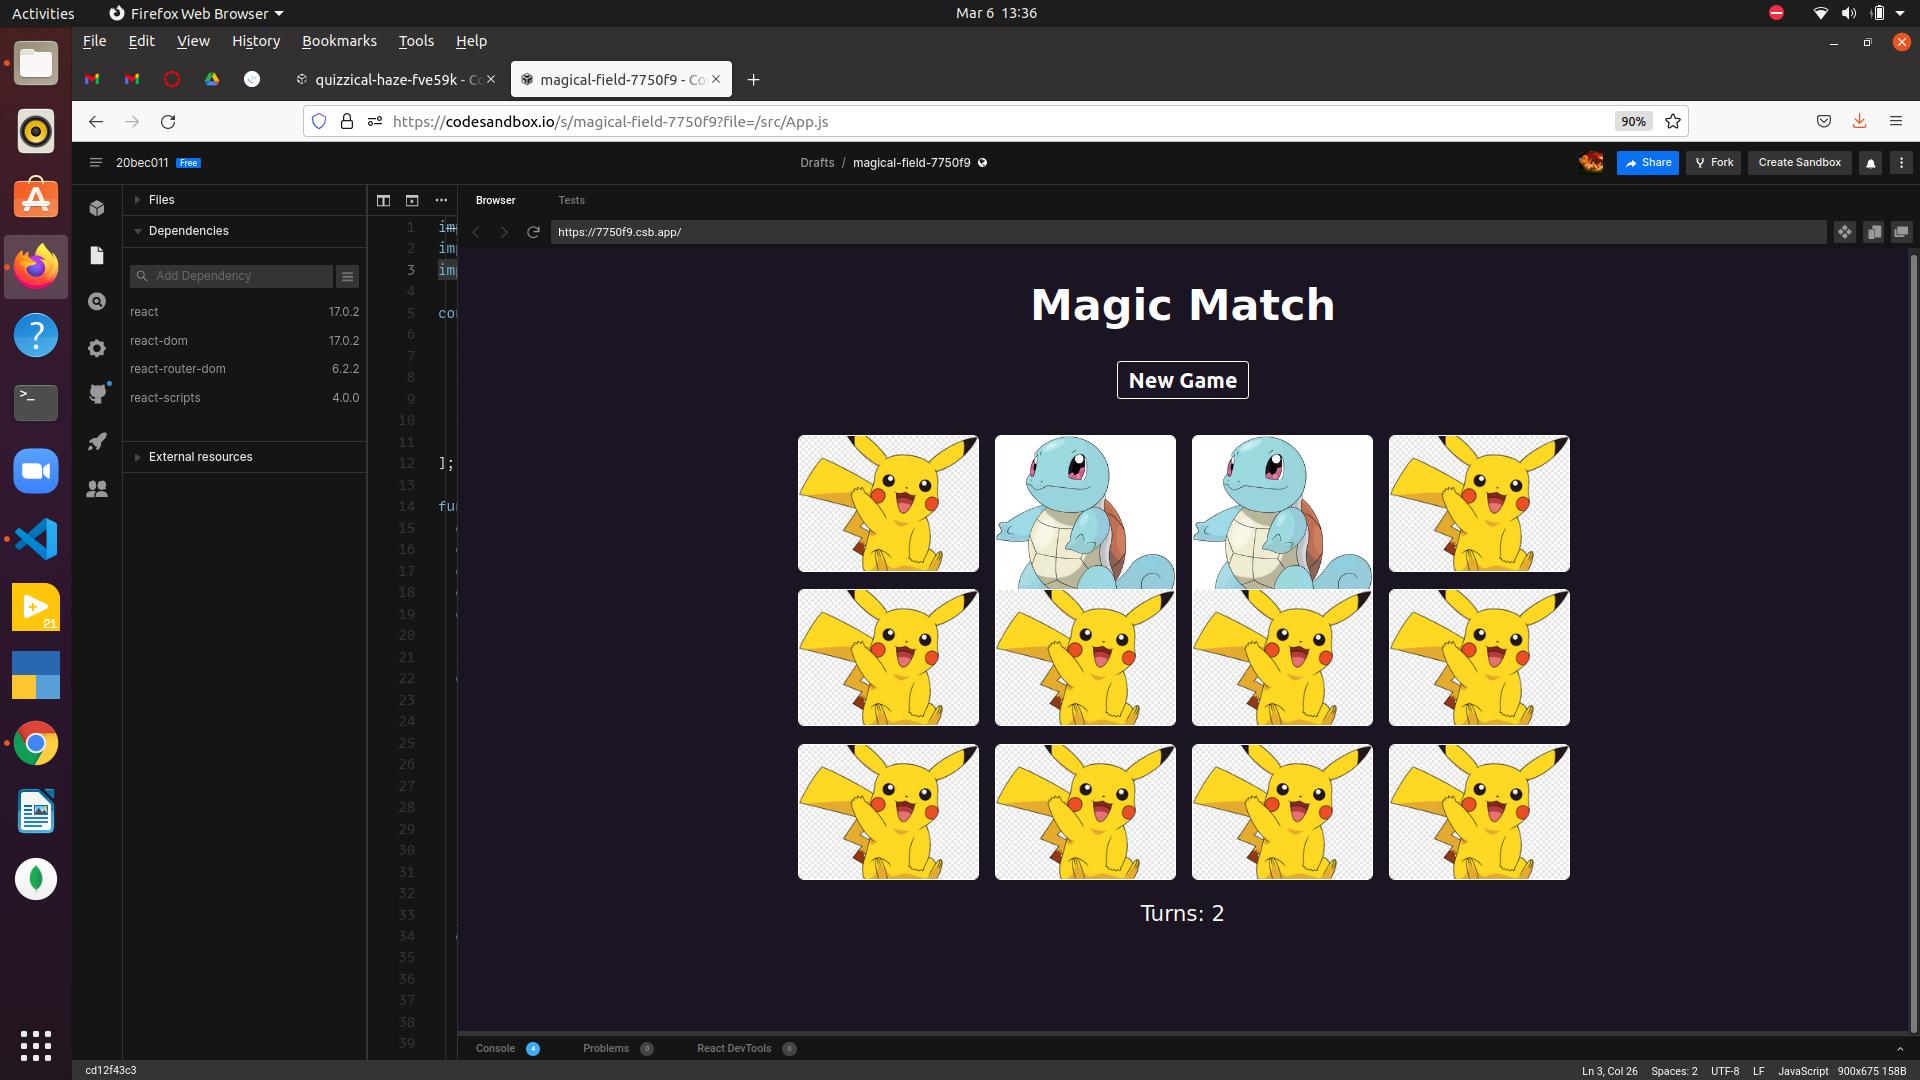 Activities Firefox Web Browser Mar 6 13:36
File Edit View History Bookmarks Tools Help
quizzical-haze-fve59k - Co magical-field-7750f9 - Co
https://codesandbox.io/s/magical-field-7750f9?file=/src/App.js 90%
20bec011 Free Drafts / magical-field-7750f9 Share Fork Create Sandbox
Files
Browser Tests
Dependencies
https://7750f9.csb.app/
Add Dependency
react 17.0.2
react-dom 17.0.2
react-router-dom 6.2.2
react-scripts 4.0.0
External resources
1 im
2 imp
3 imp
4
5 con
6
7
8
9
10
11
12 ];
13
14 fun
15
16
17
18
19
20
21
22
23
24
25
26
27
28
29
30
31
32
33
34
35
36
37
38
39
Magic Match
New Game
Turns: 2
21
Console 4 Problems 0 React DevTools 0
cd12f43c3 Ln 3, Col 26 Spaces: 2 UTF-8 LF JavaScript 900x675 158B